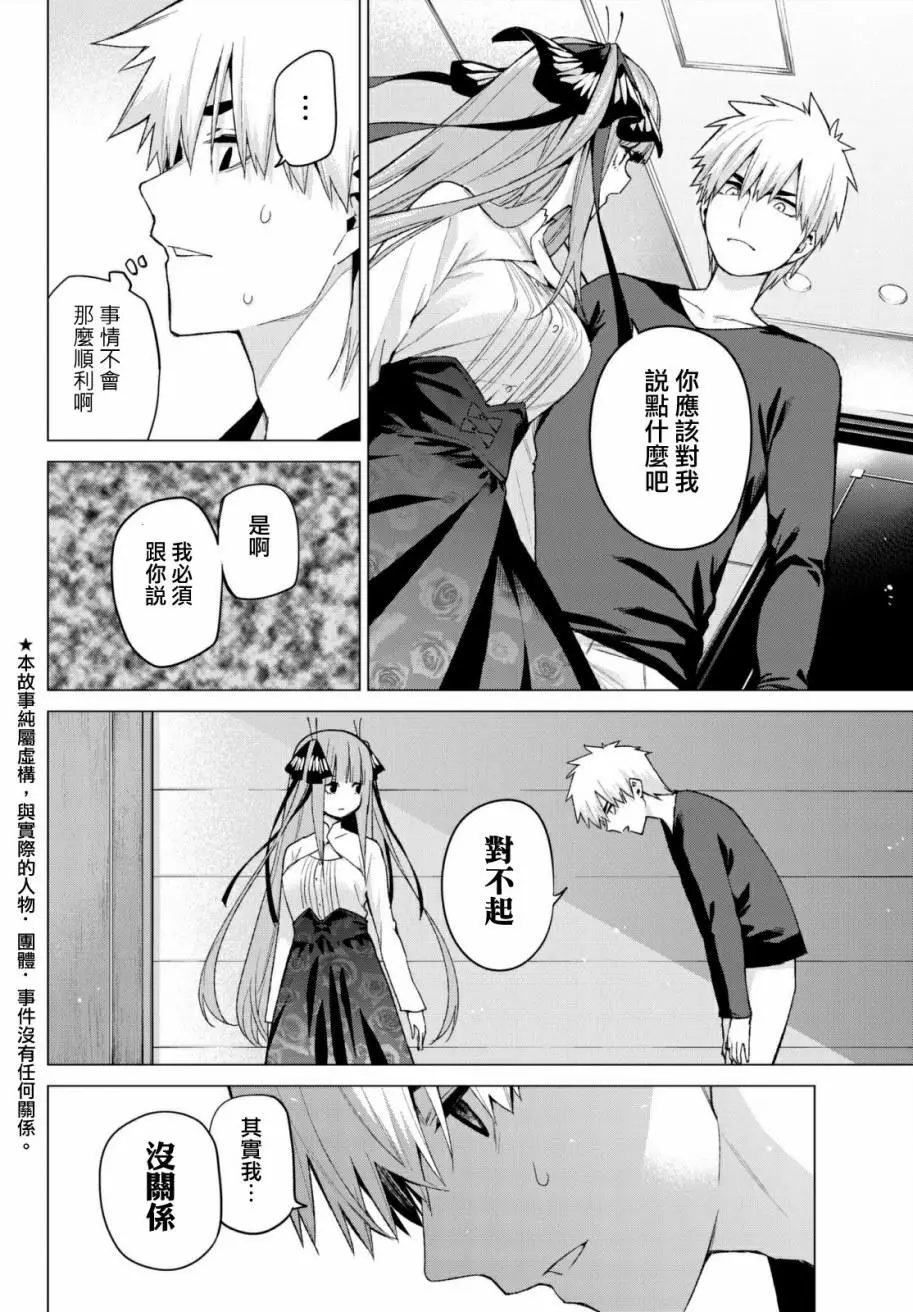 你應該對我
説點什麼吧
…
事情不會
那麼順利啊
是啊
我必須
跟你説
對不起
其實我…
沒關係
★本故事純屬虛構，與實際的人物．團體．事件沒有任何關係。